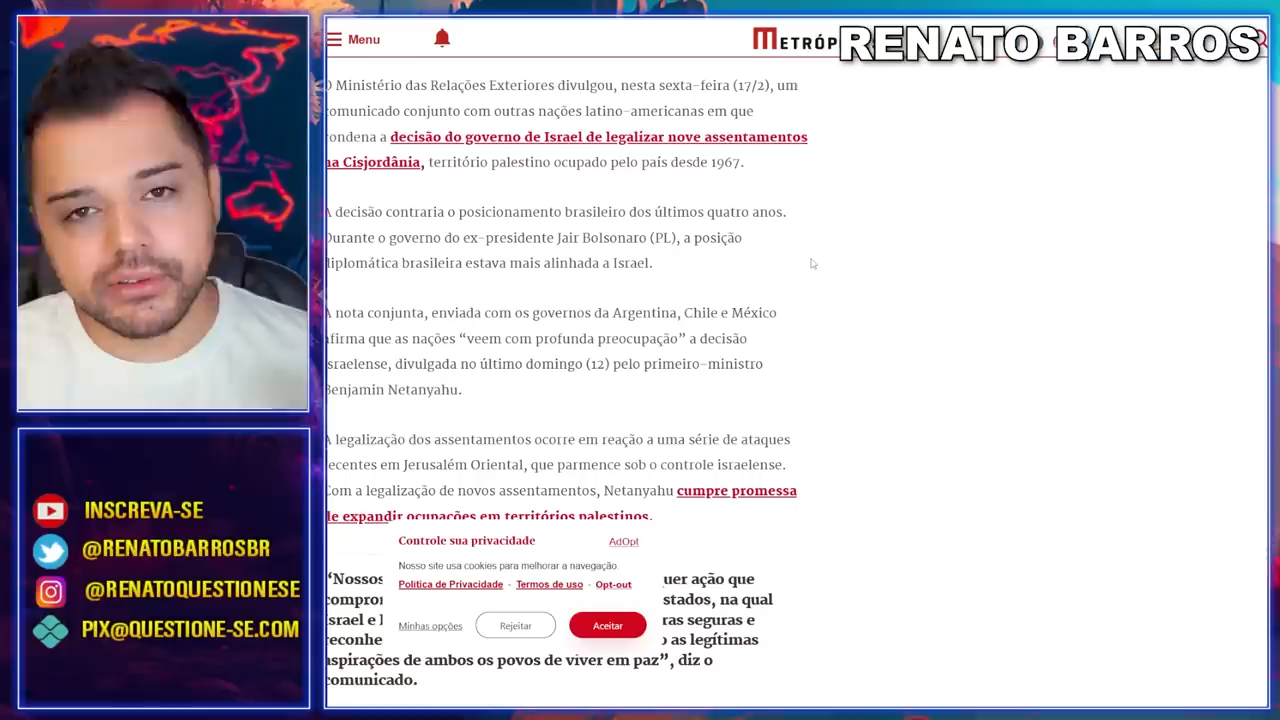 Menu
RENATO BARROS
O Ministério das Relações Exteriores divulgou, nesta sexta-feira (17/2), um
comunicado conjunto com outras nações latino-americanas em que
condena a decisão do governo de Israel de legalizar nove assentamentos
na Cisjordânia, território palestino ocupado pelo país desde 1967.
A decisão contraria o posicionamento brasileiro dos últimos quatro anos.
Durante o governo do ex-presidente Jair Bolsonaro (PL), a posição
diplomática brasileira estava mais alinhada a Israel.
A nota conjunta, enviada com os governos da Argentina, Chile e México
afirma que as nações “veem com profunda preocupação” a decisão
israelense, divulgada no último domingo (12) pelo primeiro-ministro
Benjamin Netanyahu.
A legalização dos assentamentos ocorre em reação a uma série de ataques
recentes em Jerusalém Oriental, que parmence sob o controle israelense.
Com a legalização de novos assentamentos, Netanyahu cumpre promessa
de expandir ocupações em territórios palestinos.
Controle sua privacidade
AdOpt
Nosso site usa cookies para melhorar a navegação.
Política de Privacidade - Termos de uso - Opt-out
Minhas opções
Rejeitar
Aceitar
“Nossos uer ação que
stados, na qual
Israel e ras seguras e
o as legítimas
aspirações de ambos os povos de viver em paz”, diz o
comunicado.
INSCREVA-SE
@RENATOBARROSBR
@RENATOQUESTIONESE
PIX@QUESTIONE-SE.COM